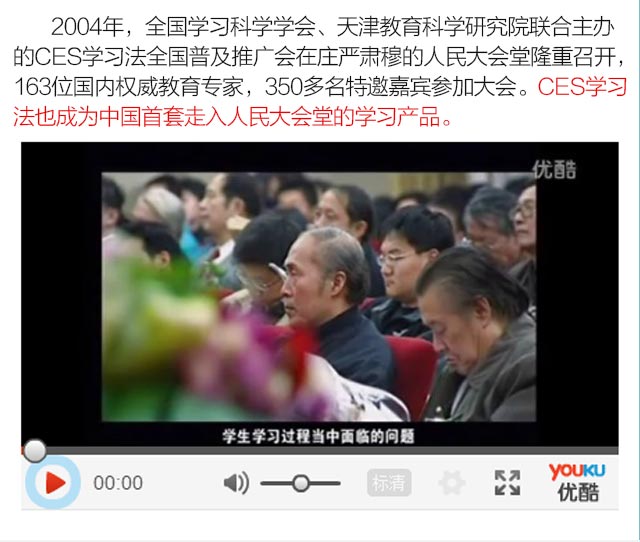 2004年，全国学习科学学会、天津教育科学研究院联合主办
的CES学习法全国普及推广会在庄严肃穆的人民大会堂隆重召开，
163位国内权威教育专家，350多名特邀嘉宾参加大会。CES学习
法也成为中国首套走入人民大会堂的学习产品。
优酷
学生学习过程当中面临的问题
00:00
标清
YOUKU
优酷